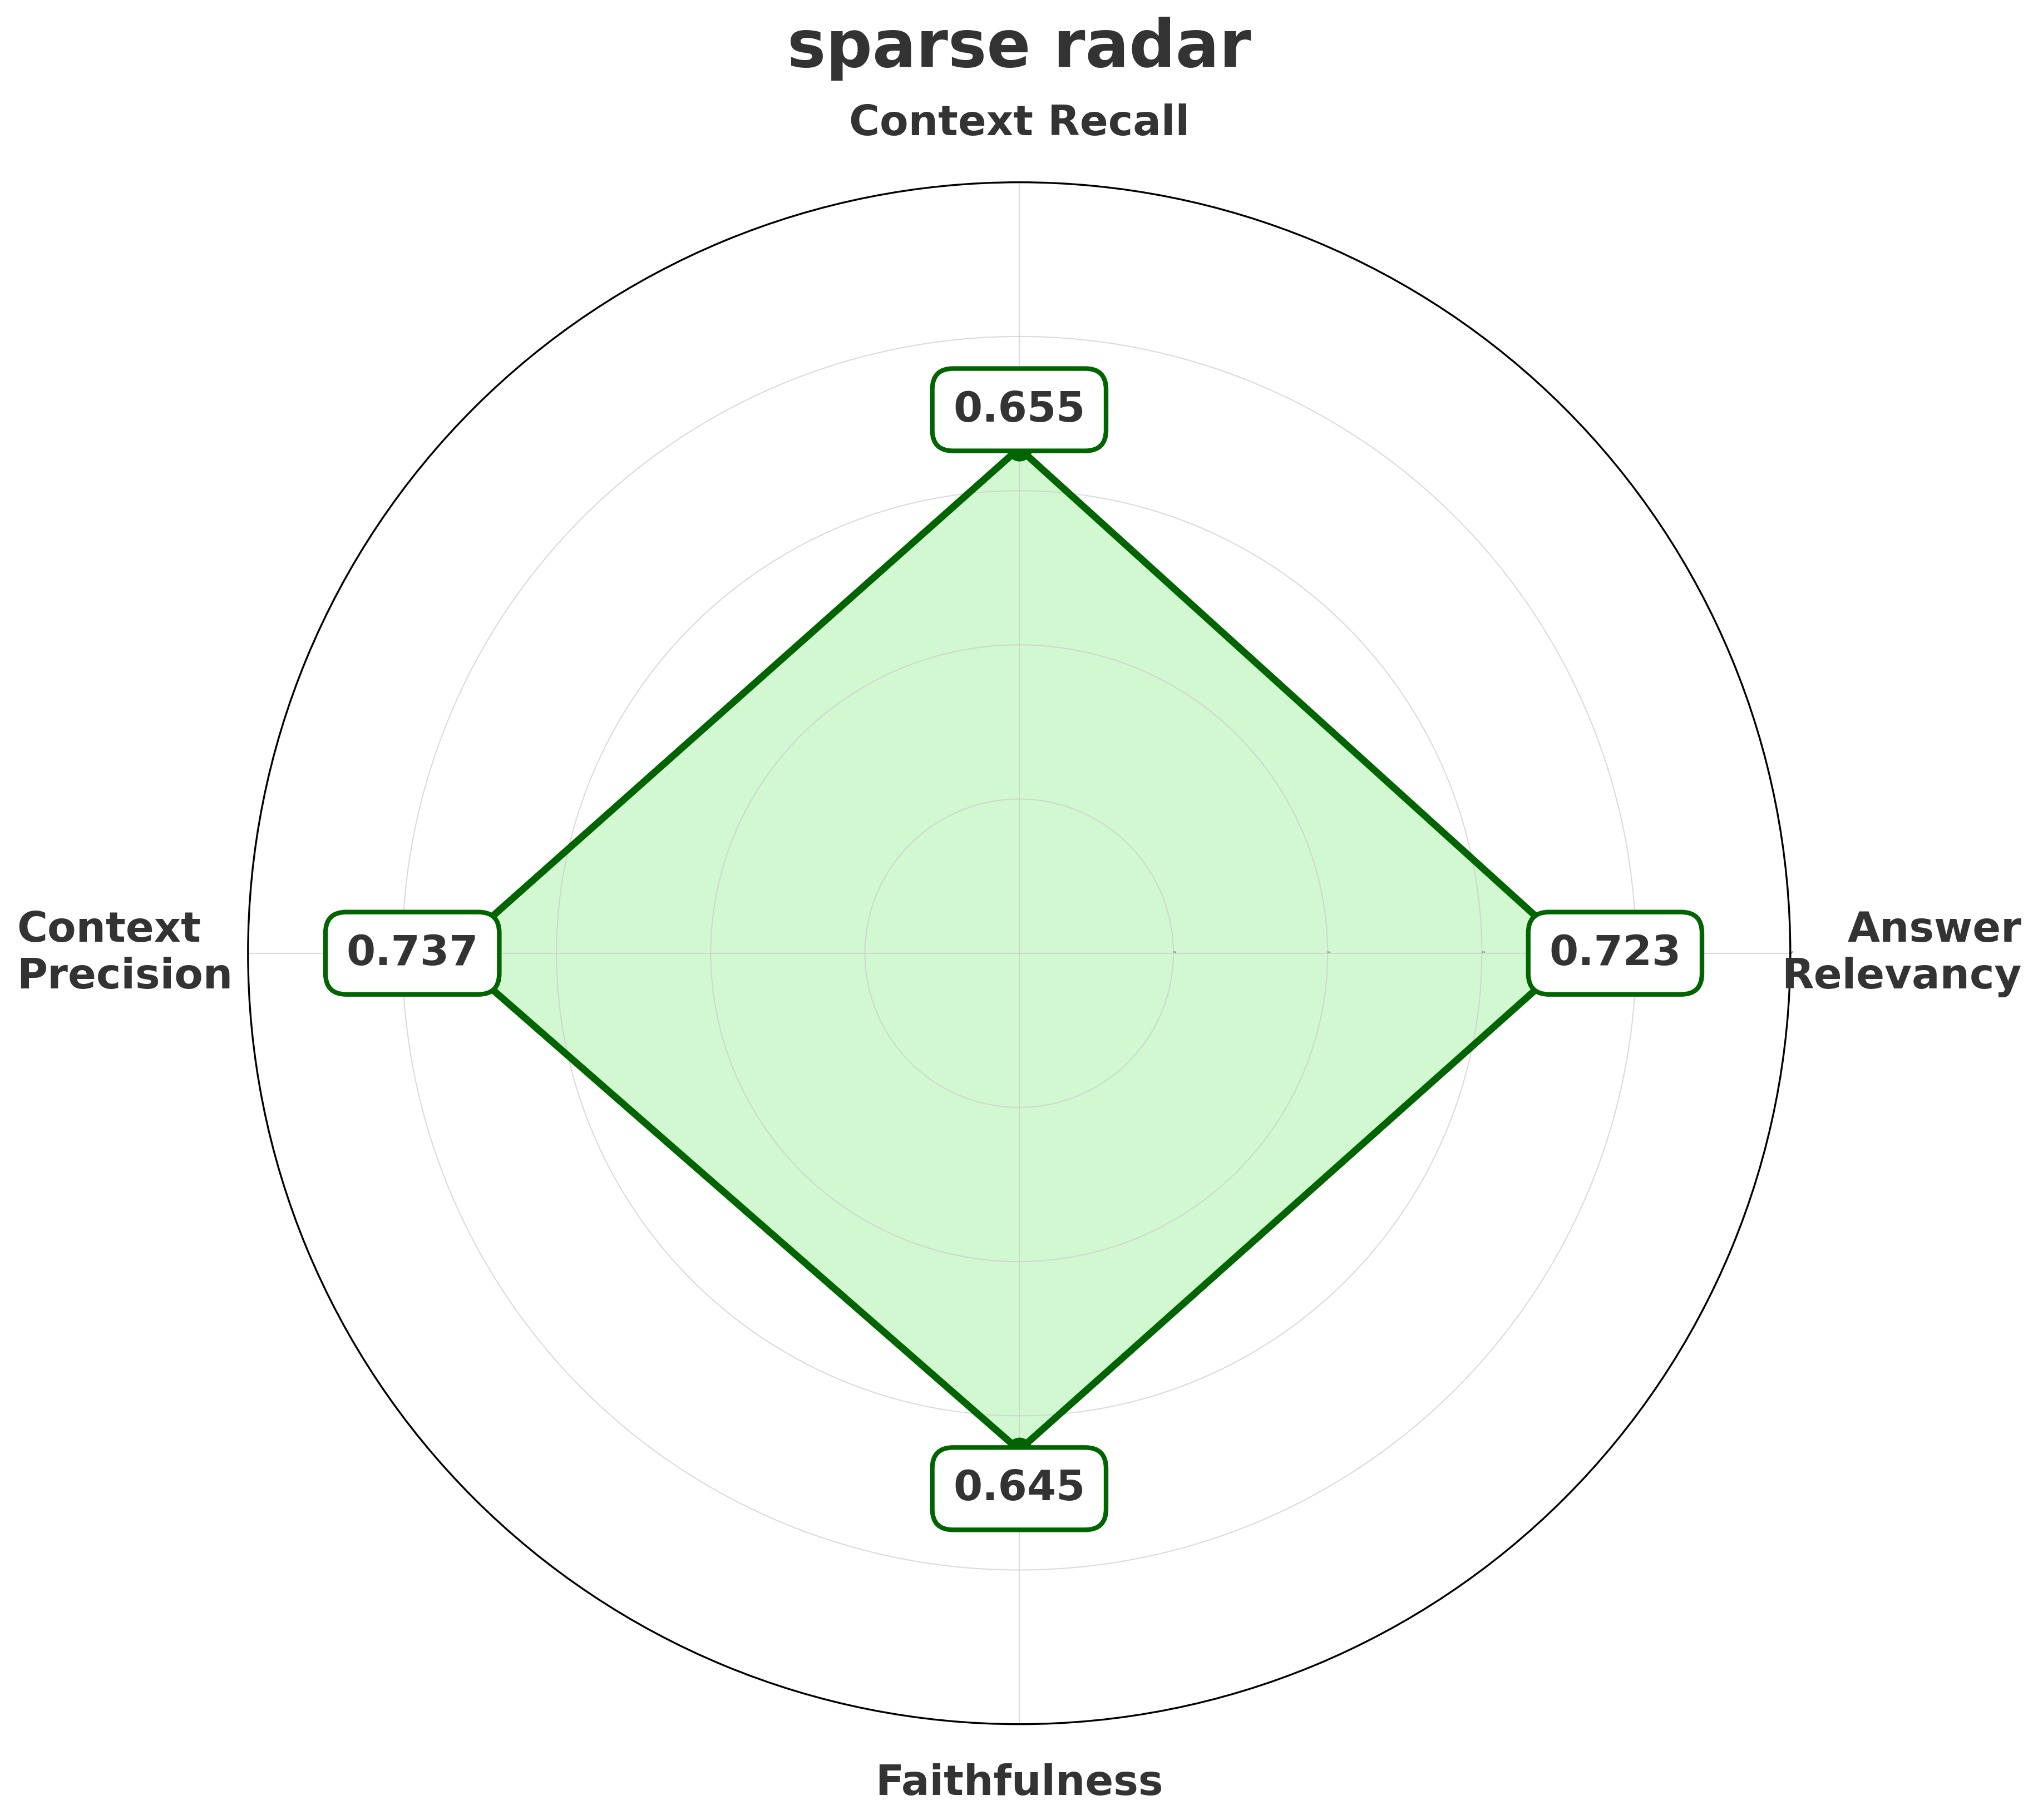 sparse radar
Context Recall
0.655
Context
Precision
0.737
0.723
Answer
Relevancy
0.645
Faithfulness